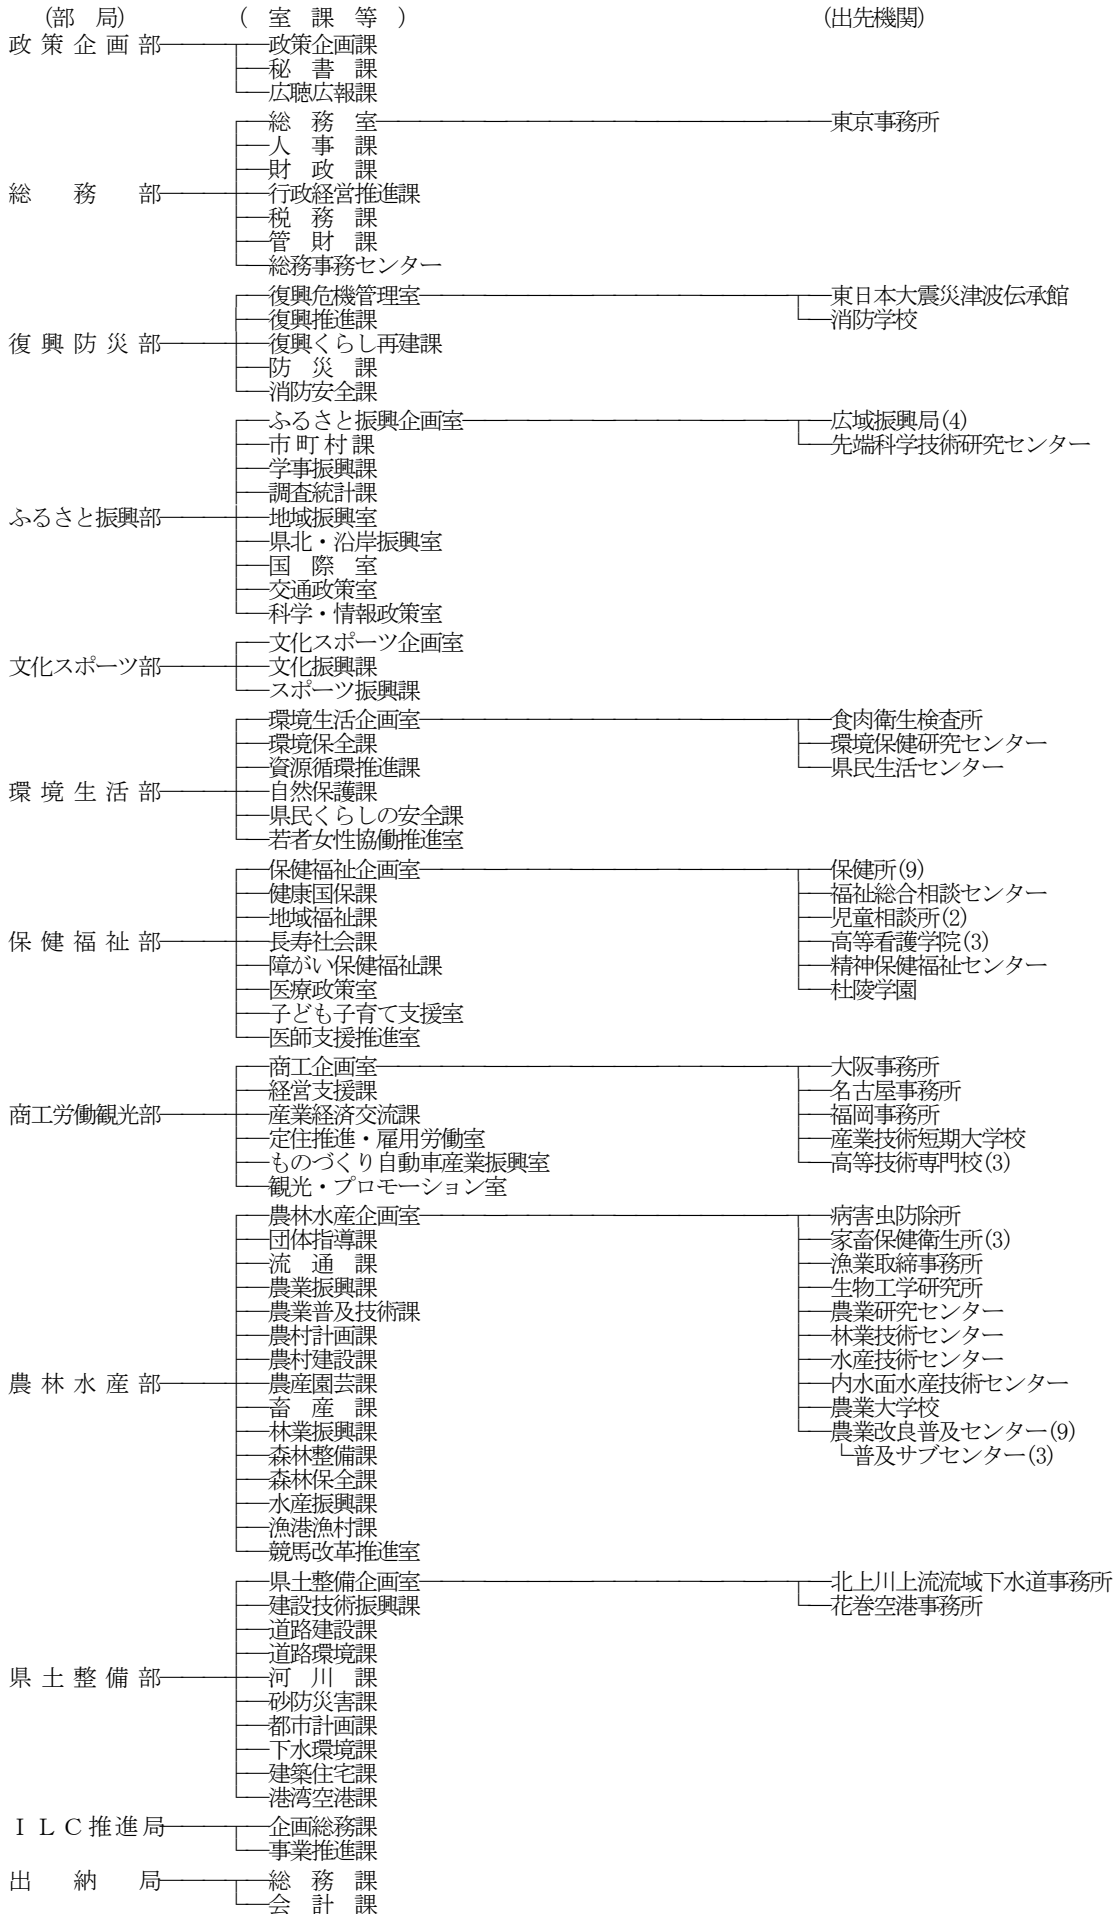 (部　局)　(　室　課　等　)　(出先機関)
政 策 企 画 部　政策企画課
秘　書　課
広聴広報課
総　務　室　東京事務所
人　事　課
財　政　課
総　務　部　行政経営推進課
税　務　課
管　財　課
総務事務センター
復興危機管理室　東日本大震災津波伝承館
復興推進課　消防学校
復 興 防 災 部　復興くらし再建課
防　災　課
消防安全課
ふるさと振興企画室　広域振興局(4)
市 町 村 課　先端科学技術研究センター
学事振興課
調査統計課
ふるさと振興部　地域振興室
県北・沿岸振興室
国　際　室
交通政策室
科学・情報政策室
文化スポーツ企画室
文化スポーツ部　文化振興課
スポーツ振興課
環境生活企画室　食肉衛生検査所
環境保全課　環境保健研究センター
資源循環推進課　県民生活センター
環 境 生 活 部　自然保護課
県民くらしの安全課
若者女性協働推進室
保健福祉企画室　保健所(9)
健康国保課　福祉総合相談センター
地域福祉課　児童相談所(2)
保 健 福 祉 部　長寿社会課　高等看護学院(3)
障がい保健福祉課　精神保健福祉センター
医療政策室　杜陵学園
子ども子育て支援室
医師支援推進室
商工企画室　大阪事務所
経営支援課　名古屋事務所
商工労働観光部　産業経済交流課　福岡事務所
定住推進・雇用労働室　産業技術短期大学校
ものづくり自動車産業振興室　高等技術専門校(3)
観光・プロモーション室
農林水産企画室　病害虫防除所
団体指導課　家畜保健衛生所(3)
流　通　課　漁業取締事務所
農業振興課　生物工学研究所
農業普及技術課　農業研究センター
農村計画課　林業技術センター
農村建設課　水産技術センター
農 林 水 産 部　農産園芸課　内水面水産技術センター
畜　産　課　農業大学校
林業振興課　農業改良普及センター(9)
森林整備課　普及サブセンター(3)
森林保全課
水産振興課
漁港漁村課
競馬改革推進室
県土整備企画室　北上川上流流域下水道事務所
建設技術振興課　花巻空港事務所
道路建設課
道路環境課
県 土 整 備 部　河　川　課
砂防災害課
都市計画課
下水環境課
建築住宅課
港湾空港課
Ｉ Ｌ Ｃ 推 進 局　企画総務課
事業推進課
出　納　局　総　務　課
会　計　課